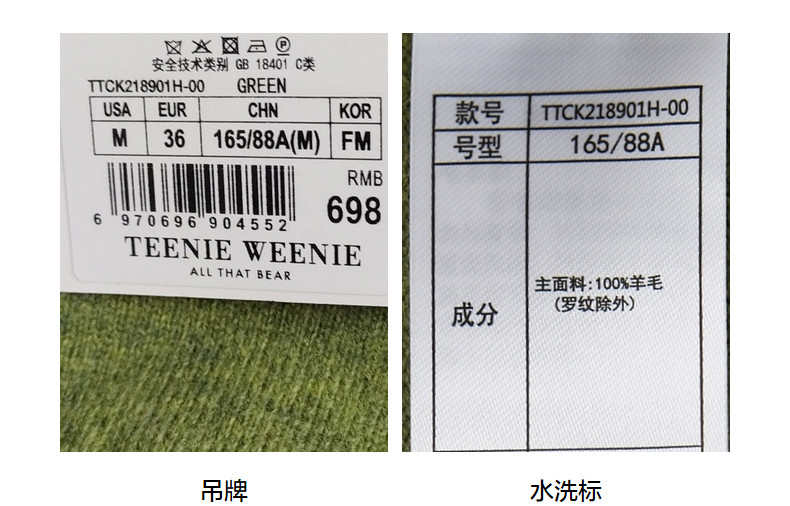 安全技术类别 GB 18401 C类
TTCK218901H-00 GREEN
USA EUR CHN KOR
M 36 165/88A(M) FM
RMB
698
6 970696 904552
TEENIE WEENIE
ALL THAT BEAR
吊牌
款号 TTCK218901H-00
号型 165/88A
成分 主面料:100%羊毛
(罗纹除外)
水洗标